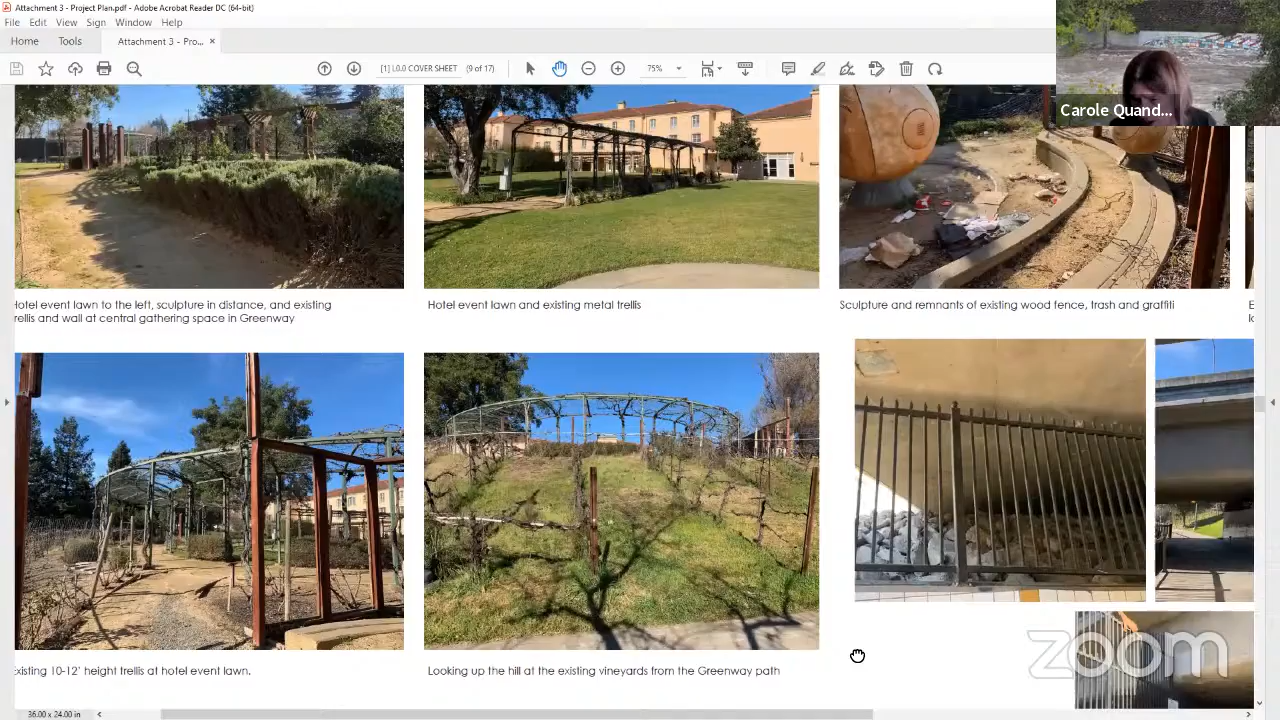 Attachment 3 - Project Plan.pdf - Adobe Acrobat Reader DC (64-bit)
File Edit View Sign Window Help
Home Tools Attachment 3 - Pro... ×
[1] L0.0 COVER SHEET (9 of 17) 75%
Carole Quand...
Hotel event lawn to the left, sculpture in distance, and existing
trellis and wall at central gathering space in Greenway
Hotel event lawn and existing metal trellis
Sculpture and remnants of existing wood fence, trash and graffiti
Existing 10-12' height trellis at hotel event lawn.
Looking up the hill at the existing vineyards from the Greenway path
zoom
36.00 x 24.00 in